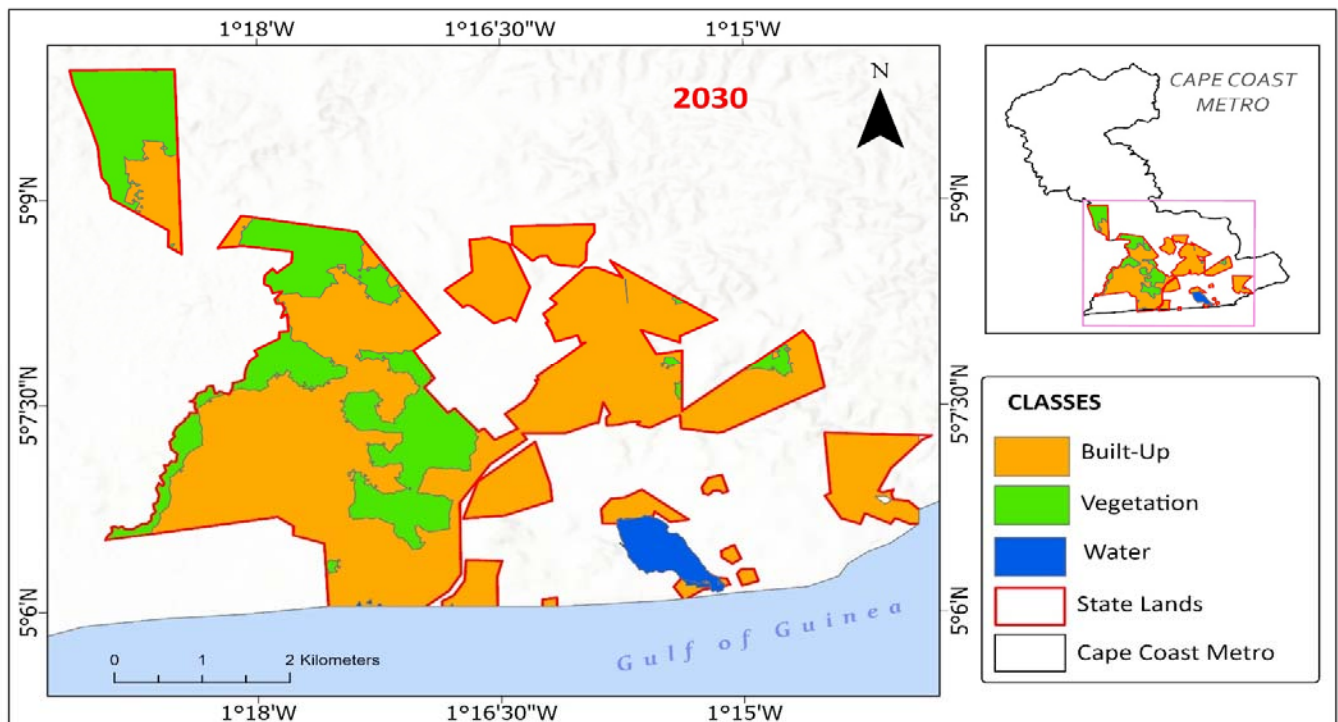 1°18'W 1°16'30"W 1°15'W
2030
N
5°9'N
5°7'30"N
5°6'N
Gulf of Guinea
0 1 2 Kilometers
1°18'W 1°16'30"W 1°15'W
5°9'N
5°7'30"N
5°6'N
CAPE COAST
METRO
CLASSES
Built-Up
Vegetation
Water
State Lands
Cape Coast Metro